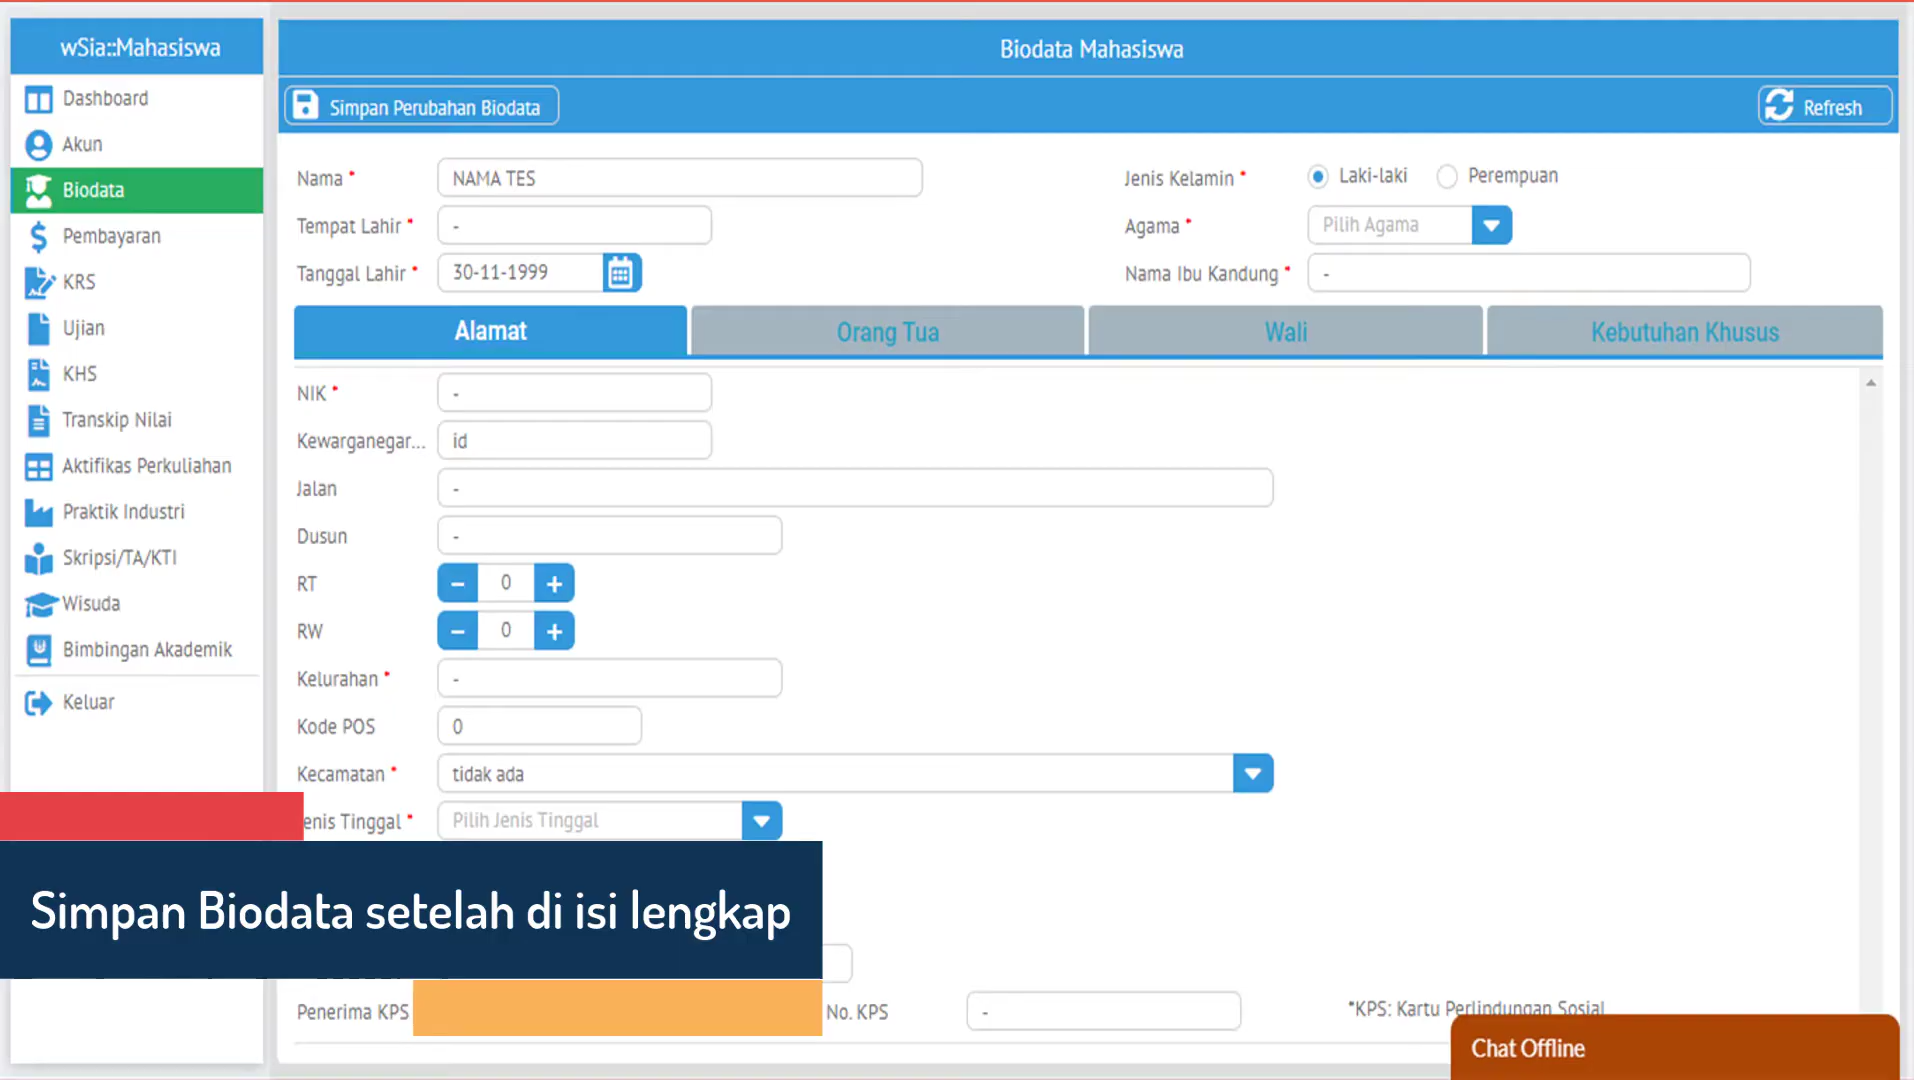 wSia::Mahasiswa
Dashboard
Akun
Biodata
Pembayaran
KRS
Ujian
KHS
Transkip Nilai
Aktifikas Perkuliahan
Praktik Industri
Skripsi/TA/KTI
Wisuda
Bimbingan Akademik
Keluar
Biodata Mahasiswa
Simpan Perubahan Biodata
Refresh
Nama * NAMA TES
Jenis Kelamin * Laki-laki Perempuan
Tempat Lahir * -
Agama * Pilih Agama
Tanggal Lahir * 30-11-1999
Nama Ibu Kandung * -
Alamat Orang Tua Wali Kebutuhan Khusus
NIK * -
Kewarganegar... id
Jalan -
Dusun -
RT - 0 +
RW - 0 +
Kelurahan * -
Kode POS 0
Kecamatan * tidak ada
enis Tinggal * Pilih Jenis Tinggal
Simpan Biodata setelah di isi lengkap
Penerima KPS No. KPS - *KPS: Kartu Perlindungan Sosial
Chat Offline